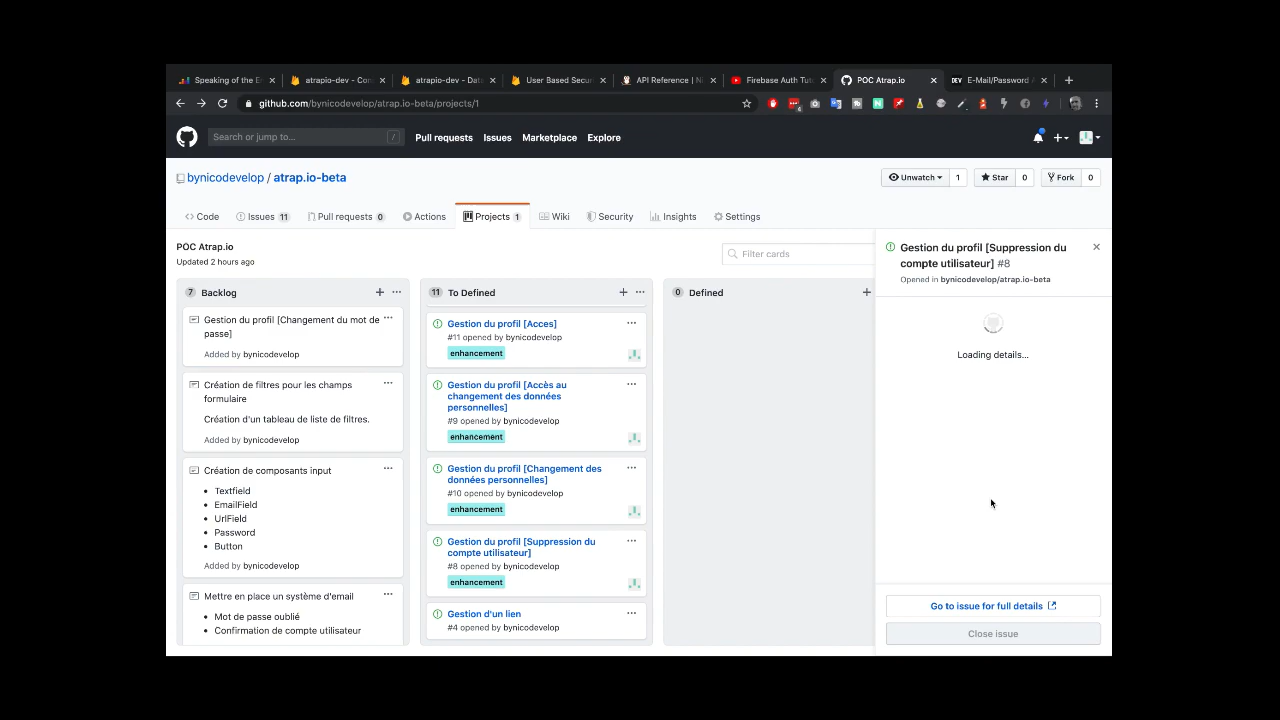 Speaking of the E
atrapio-dev - Con
atrapio-dev - Dat
User Based Secur
API Reference | N
Firebase Auth Tut
POC Atrap.io
DEV E-Mail/Password
github.com/bynicodevelop/atrap.io-beta/projects/1
Search or jump to... /
Pull requests Issues Marketplace Explore
bynicodevelop / atrap.io-beta
Unwatch 1 Star 0 Fork 0
Code Issues 11 Pull requests 0 Actions Projects 1 Wiki Security Insights Settings
POC Atrap.io
Updated 2 hours ago
Filter cards
7 Backlog
Gestion du profil [Changement du mot de
passe]
Added by bynicodevelop
Création de filtres pour les champs
formulaire
Création d'un tableau de liste de filtres.
Added by bynicodevelop
Création de composants input
Textfield
EmailField
UrlField
Password
Button
Added by bynicodevelop
Mettre en place un système d'email
Mot de passe oublié
Confirmation de compte utilisateur
11 To Defined
Gestion du profil [Acces]
#11 opened by bynicodevelop
enhancement
Gestion du profil [Accès au
changement des données
personnelles]
#9 opened by bynicodevelop
enhancement
Gestion du profil [Changement des
données personnelles]
#10 opened by bynicodevelop
enhancement
Gestion du profil [Suppression du
compte utilisateur]
#8 opened by bynicodevelop
enhancement
Gestion d'un lien
#4 opened by bynicodevelop
0 Defined
Gestion du profil [Suppression du
compte utilisateur] #8
Opened in bynicodevelop/atrap.io-beta
Loading details...
Go to issue for full details
Close issue